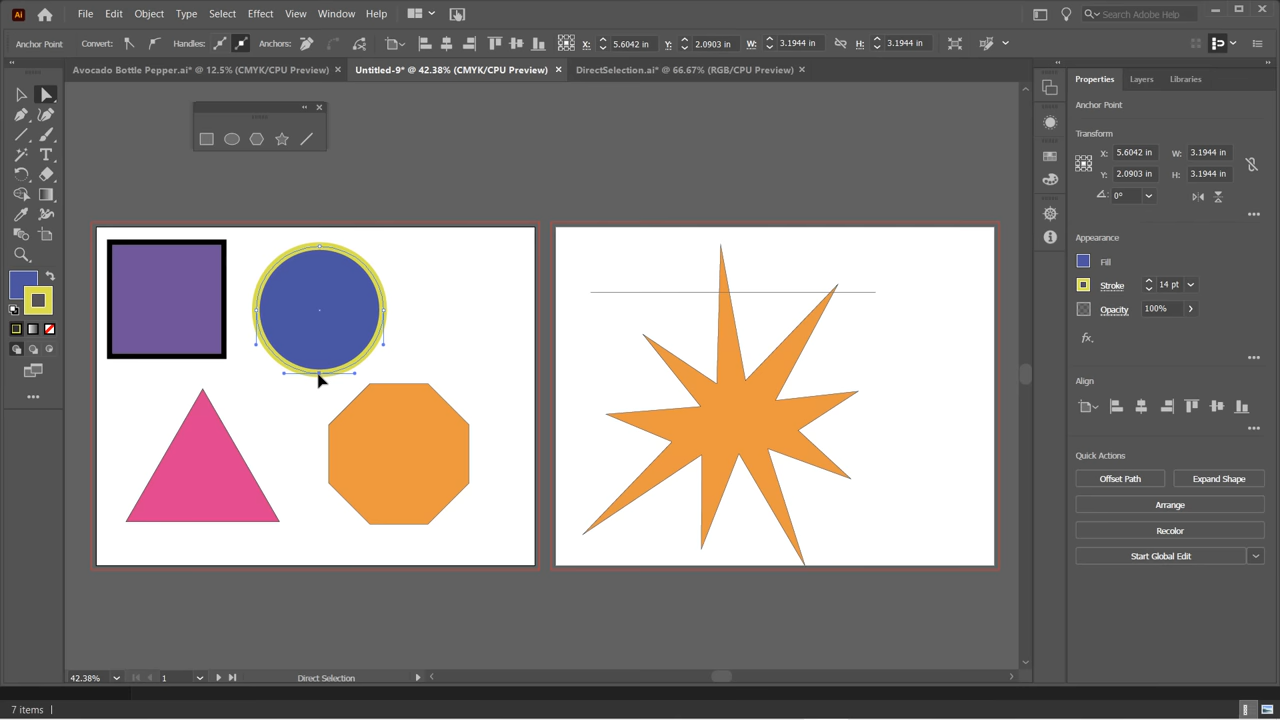 Ai File Edit Object Type Select Effect View Window Help Search Adobe Help
Anchor Point Convert: Handles: Anchors: X: 5.6042 in Y: 2.0903 in W: 3.1944 in H: 3.1944 in
Avocado Bottle Pepper.ai* @ 12.5% (CMYK/CPU Preview) Untitled-9* @ 42.38% (CMYK/CPU Preview) DirectSelection.ai* @ 66.67% (RGB/CPU Preview)
Properties Layers Libraries
Anchor Point
Transform
X: 5.6042 in W: 3.1944 in
Y: 2.0903 in H: 3.1944 in
0°
Appearance
Fill
Stroke 14 pt
Opacity 100%
fx.
Align
Quick Actions
Offset Path Expand Shape
Arrange
Recolor
Start Global Edit
42.38% 1 Direct Selection
7 items